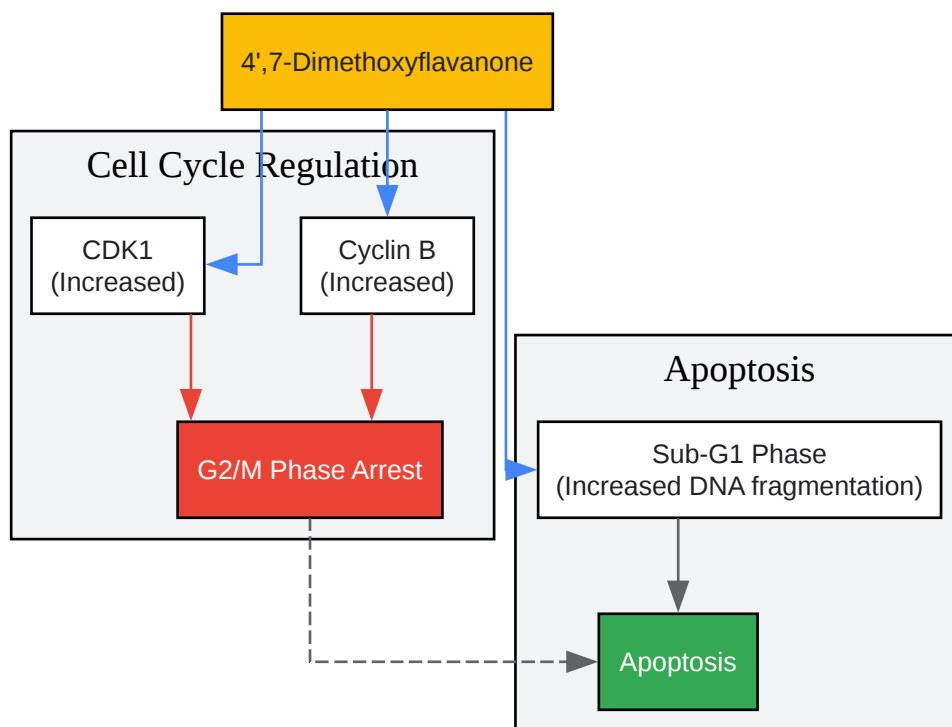 4',7-Dimethoxyflavanone
Cell Cycle Regulation
CDK1
(Increased)
Cyclin B
(Increased)
G2/M Phase Arrest
Apoptosis
Sub-G1 Phase
(Increased DNA fragmentation)
Apoptosis